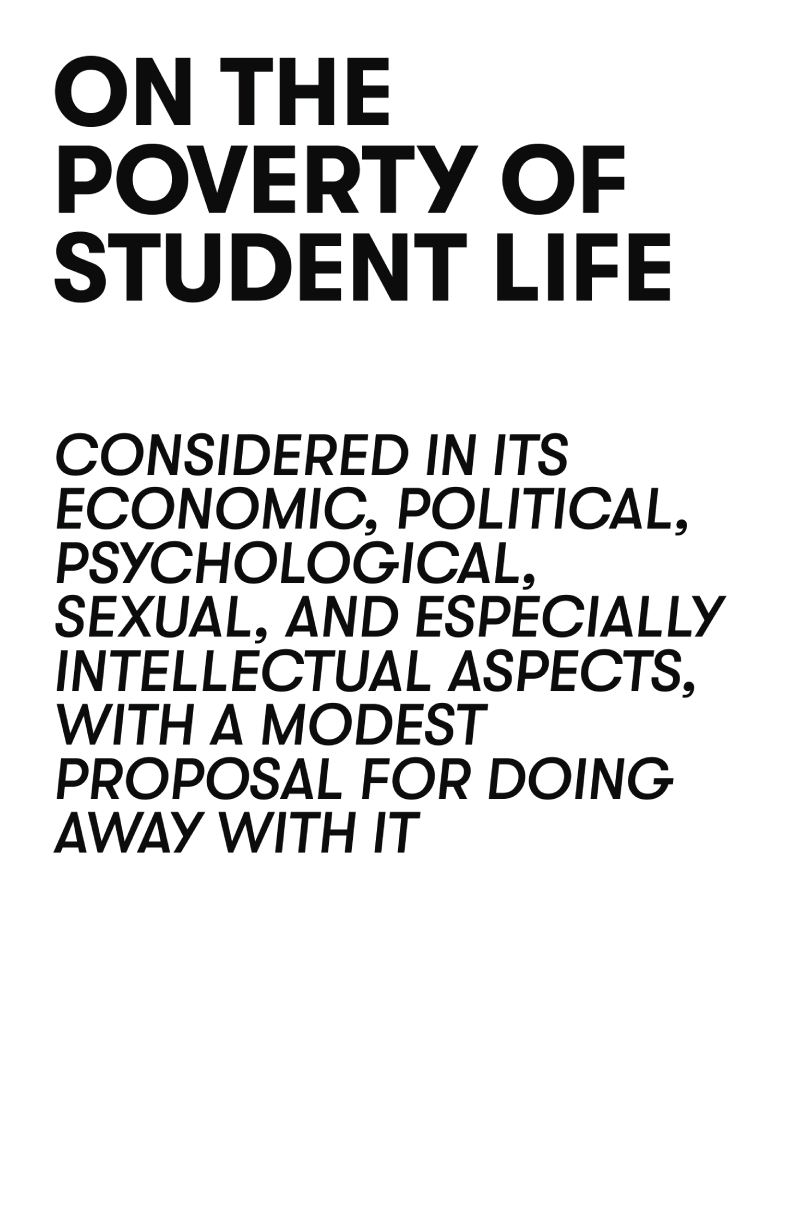 ON THE
POVERTY OF
STUDENT LIFE
CONSIDERED IN ITS
ECONOMIC, POLITICAL,
PSYCHOLOGICAL,
SEXUAL, AND ESPECIALLY
INTELLECTUAL ASPECTS,
WITH A MODEST
PROPOSAL FOR DOING
AWAY WITH IT